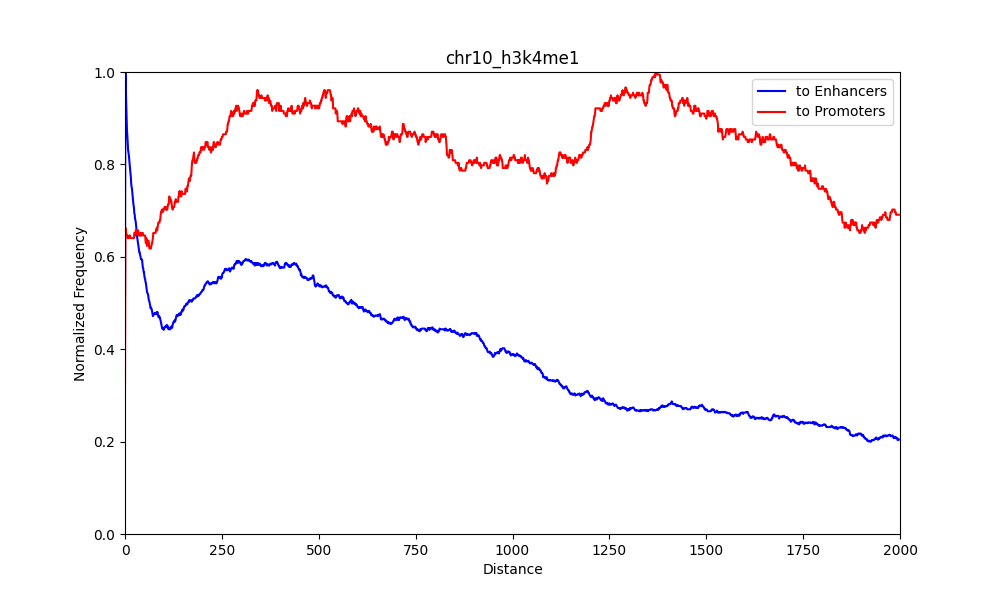 chr10_h3k4me1
to Enhancers
to Promoters
Normalized Frequency
1.0
0.8
0.6
0.4
0.2
0.0
0 250 500 750 1000 1250 1500 1750 2000
Distance